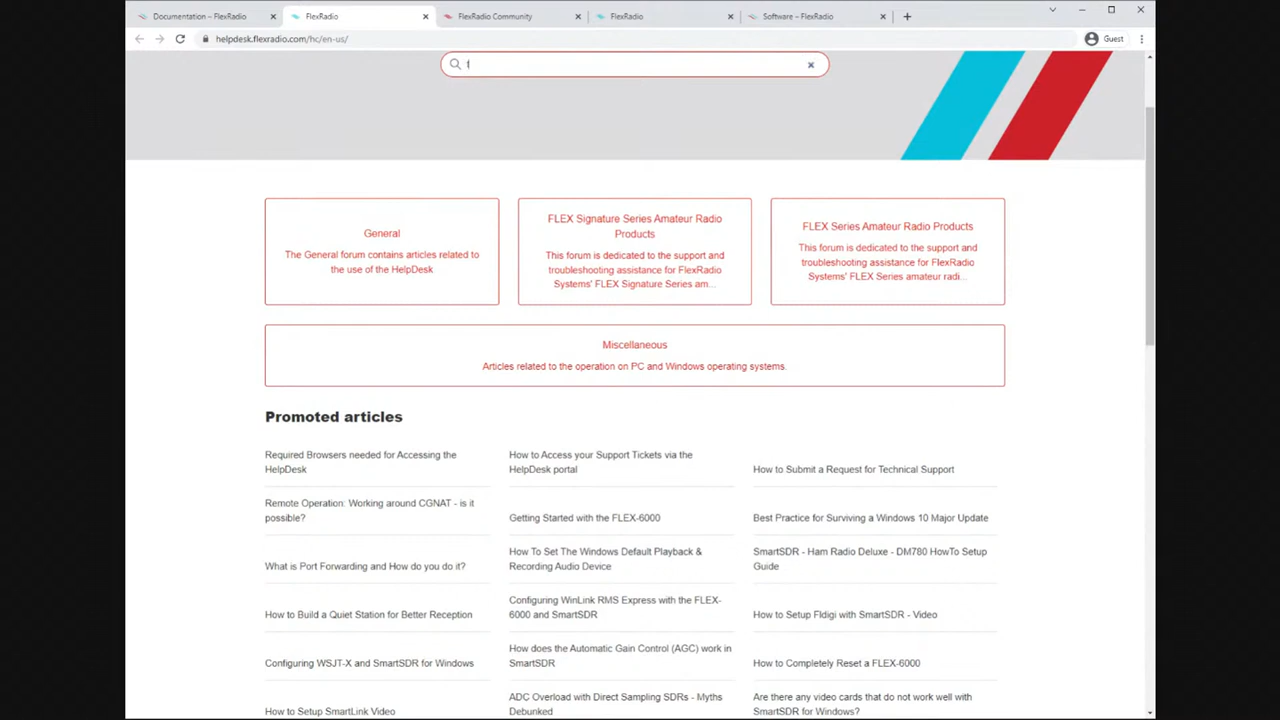 Documentation – FlexRadio
FlexRadio
FlexRadio Community
FlexRadio
Software – FlexRadio
helpdesk.flexradio.com/hc/en-us/
Guest
f
General
The General forum contains articles related to
the use of the HelpDesk
FLEX Signature Series Amateur Radio
Products
This forum is dedicated to the support and
troubleshooting assistance for FlexRadio
Systems' FLEX Signature Series am...
FLEX Series Amateur Radio Products
This forum is dedicated to the support and
troubleshooting assistance for FlexRadio
Systems' FLEX Series amateur radi...
Miscellaneous
Articles related to the operation on PC and Windows operating systems.
Promoted articles
Required Browsers needed for Accessing the
HelpDesk
How to Access your Support Tickets via the
HelpDesk portal
How to Submit a Request for Technical Support
Remote Operation: Working around CGNAT - is it
possible?
Getting Started with the FLEX-6000
Best Practice for Surviving a Windows 10 Major Update
What is Port Forwarding and How do you do it?
How To Set The Windows Default Playback &
Recording Audio Device
SmartSDR - Ham Radio Deluxe - DM780 HowTo Setup
Guide
How to Build a Quiet Station for Better Reception
Configuring WinLink RMS Express with the FLEX-
6000 and SmartSDR
How to Setup Fldigi with SmartSDR - Video
Configuring WSJT-X and SmartSDR for Windows
How does the Automatic Gain Control (AGC) work in
SmartSDR
How to Completely Reset a FLEX-6000
How to Setup SmartLink Video
ADC Overload with Direct Sampling SDRs - Myths
Debunked
Are there any video cards that do not work well with
SmartSDR for Windows?